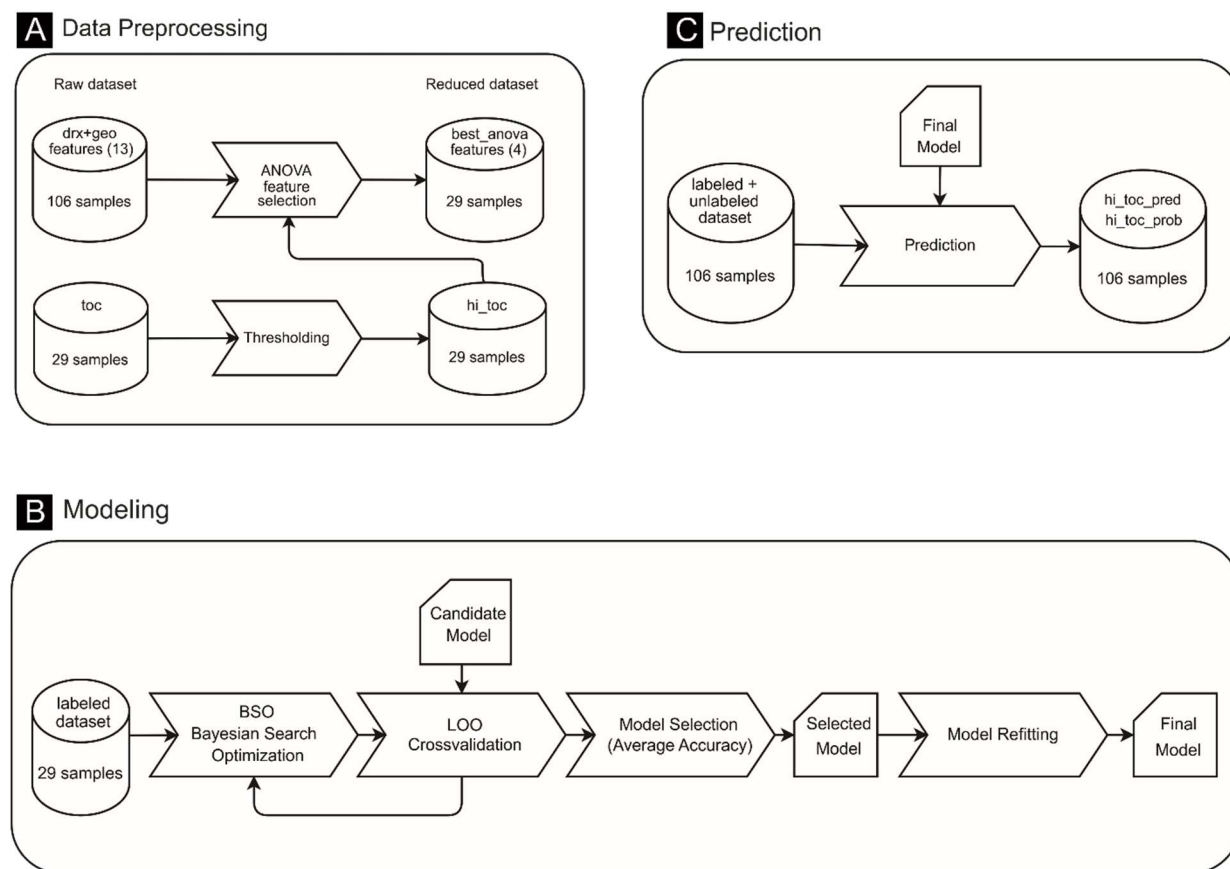 A Data Preprocessing
Raw dataset
Reduced dataset
drx+geo
features (13)
106 samples
ANOVA
feature
selection
best_anova
features (4)
29 samples
toc
29 samples
Thresholding
hi_toc
29 samples
C Prediction
Final
Model
labeled +
unlabeled
dataset
106 samples
Prediction
hi_toc_pred
hi_toc_prob
106 samples
B Modeling
Candidate
Model
labeled
dataset
29 samples
BSO
Bayesian Search
Optimization
LOO
Crossvalidation
Model Selection
(Average Accuracy)
Selected
Model
Model Refitting
Final
Model